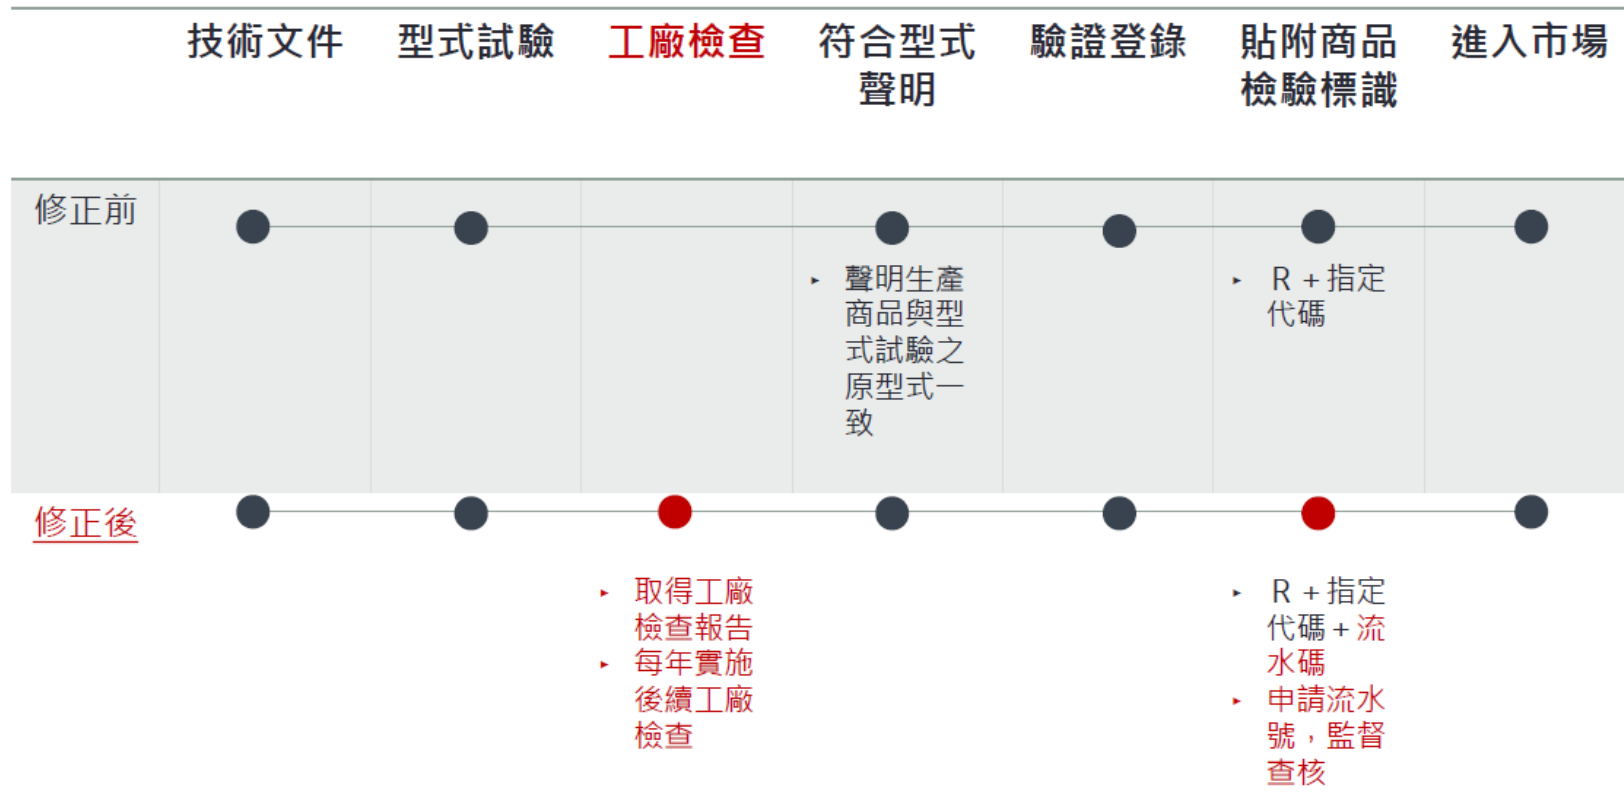 技術文件
型式試驗
工廠檢查
符合型式
聲明
驗證登錄
貼附商品
檢驗標識
進入市場
修正前
▸ 聲明生產
商品與型
式試驗之
原型式一
致
▸ R+指定
代碼
修正後
▸ 取得工廠
檢查報告
▸ 每年實施
後續工廠
檢查
▸ R+指定
代碼+流
水碼
▸ 申請流水
號，監督
查核